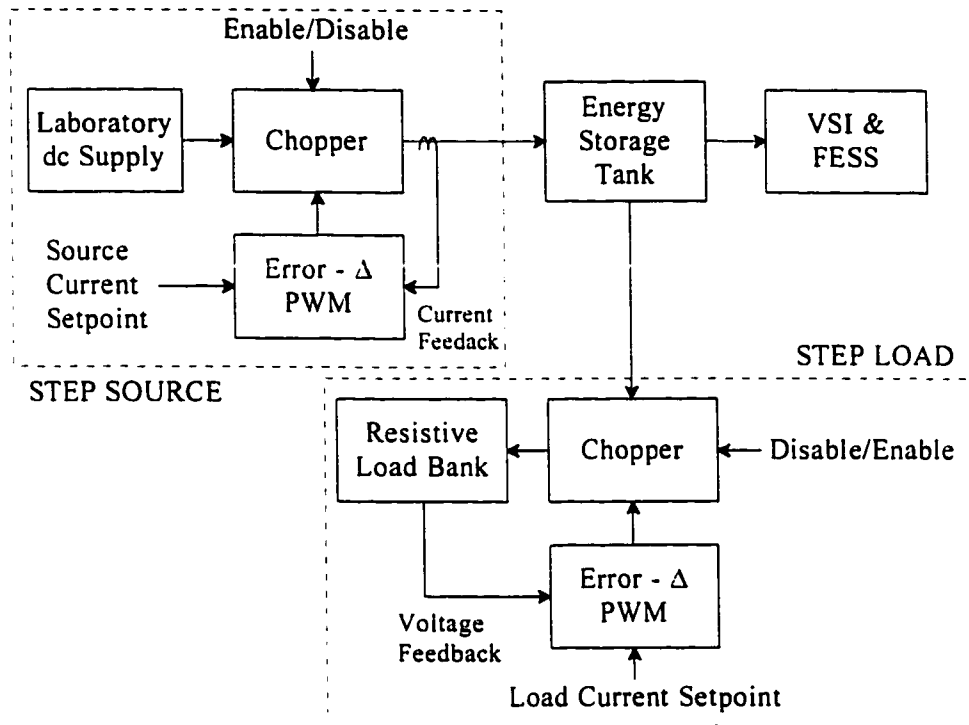 Enable/Disable
Laboratory
dc Supply
Chopper
Energy
Storage
Tank
VSI &
FESS
Source
Current
Setpoint
Error - Δ
PWM
Current
Feedack
STEP SOURCE
STEP LOAD
Resistive
Load Bank
Chopper
Disable/Enable
Error - Δ
PWM
Voltage
Feedback
Load Current Setpoint